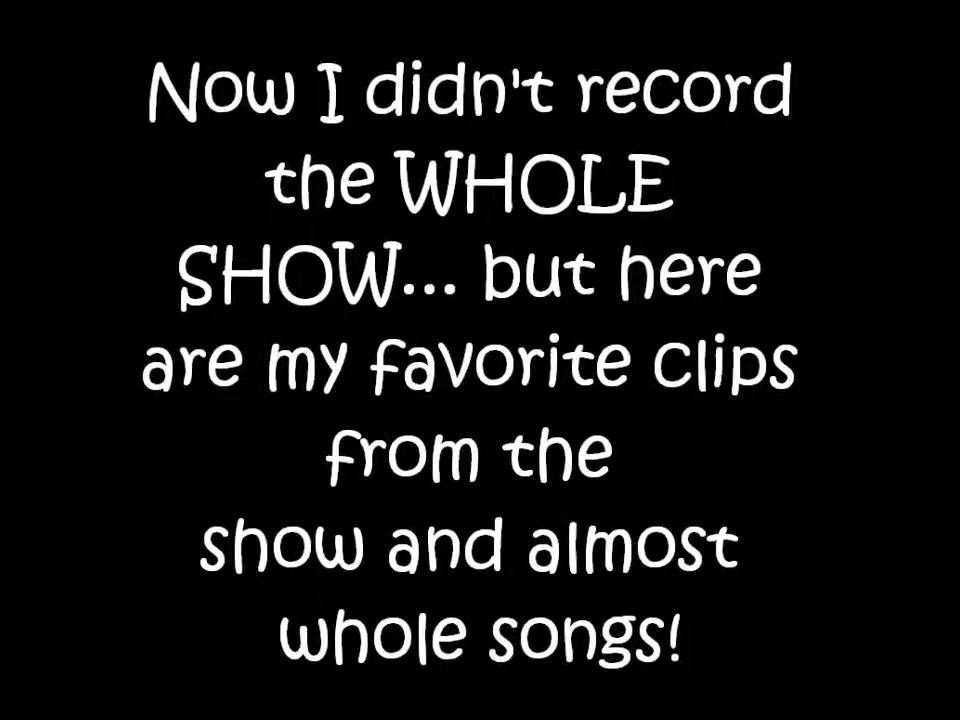 Now I didn't record
the WHOLE
SHOW... but here
are my favorite clips
from the
show and almost
whole songs!